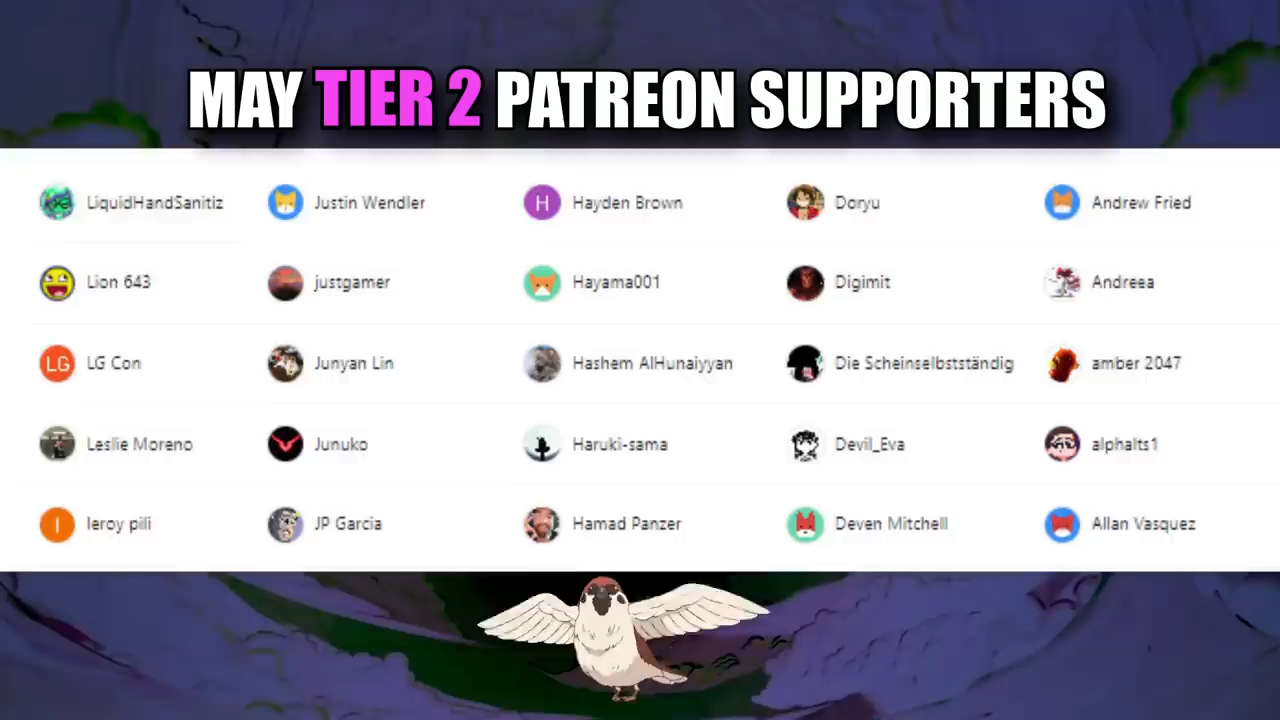 MAY TIER 2 PATREON SUPPORTERS
LiquidHandSanitiz Justin Wendler H Hayden Brown Doryu Andrew Fried
Lion 643 justgamer Hayama001 Digimit Andreea
LG LG Con Junyan Lin Hashem AlHunaiyyan Die Scheinselbstständig amber 2047
Leslie Moreno Junuko Haruki-sama Devil_Eva alphalts1
l leroy pili JP Garcia Hamad Panzer Deven Mitchell Allan Vasquez